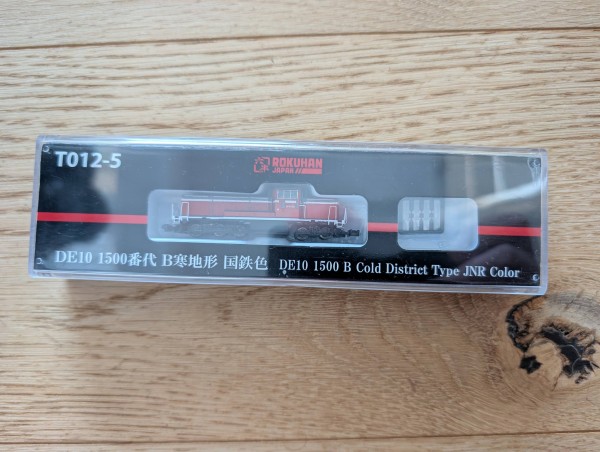 T012-5
ROKUHAN
JAPAN
DE10 1500番代 B寒地形 国鉄色 DE10 1500 B Cold District Type JNR Color